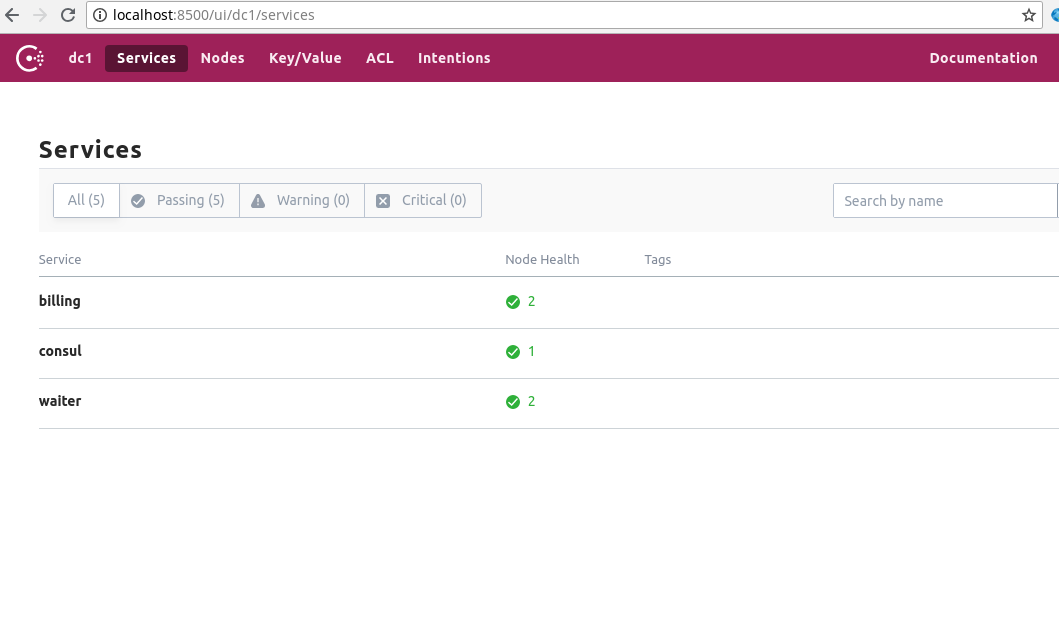 localhost:8500/ui/dc1/services
dc1 Services Nodes Key/Value ACL Intentions Documentation
Services
All (5) Passing (5) Warning (0) Critical (0) Search by name
Service Node Health Tags
billing 2
consul 1
waiter 2